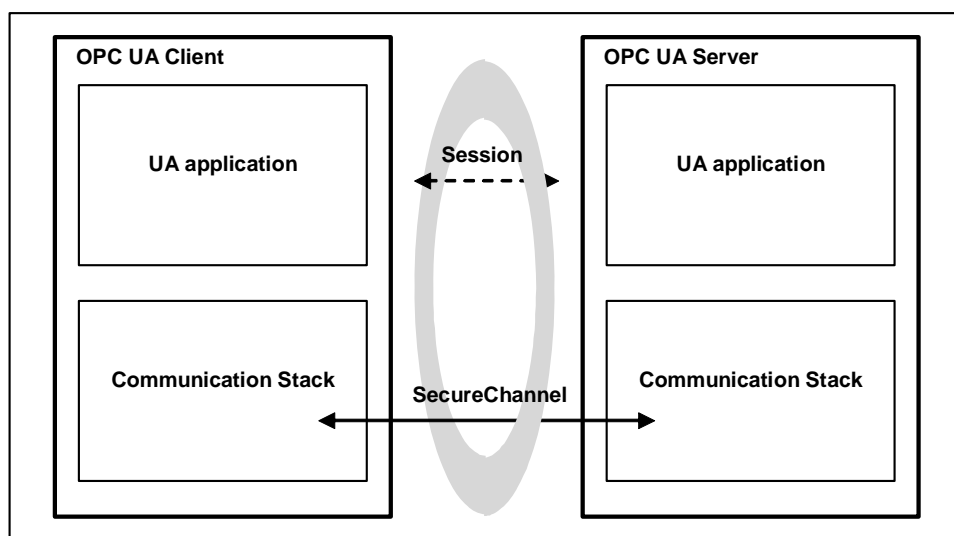 OPC UA Client
UA application
Communication Stack
Session
SecureChannel
OPC UA Server
UA application
Communication Stack